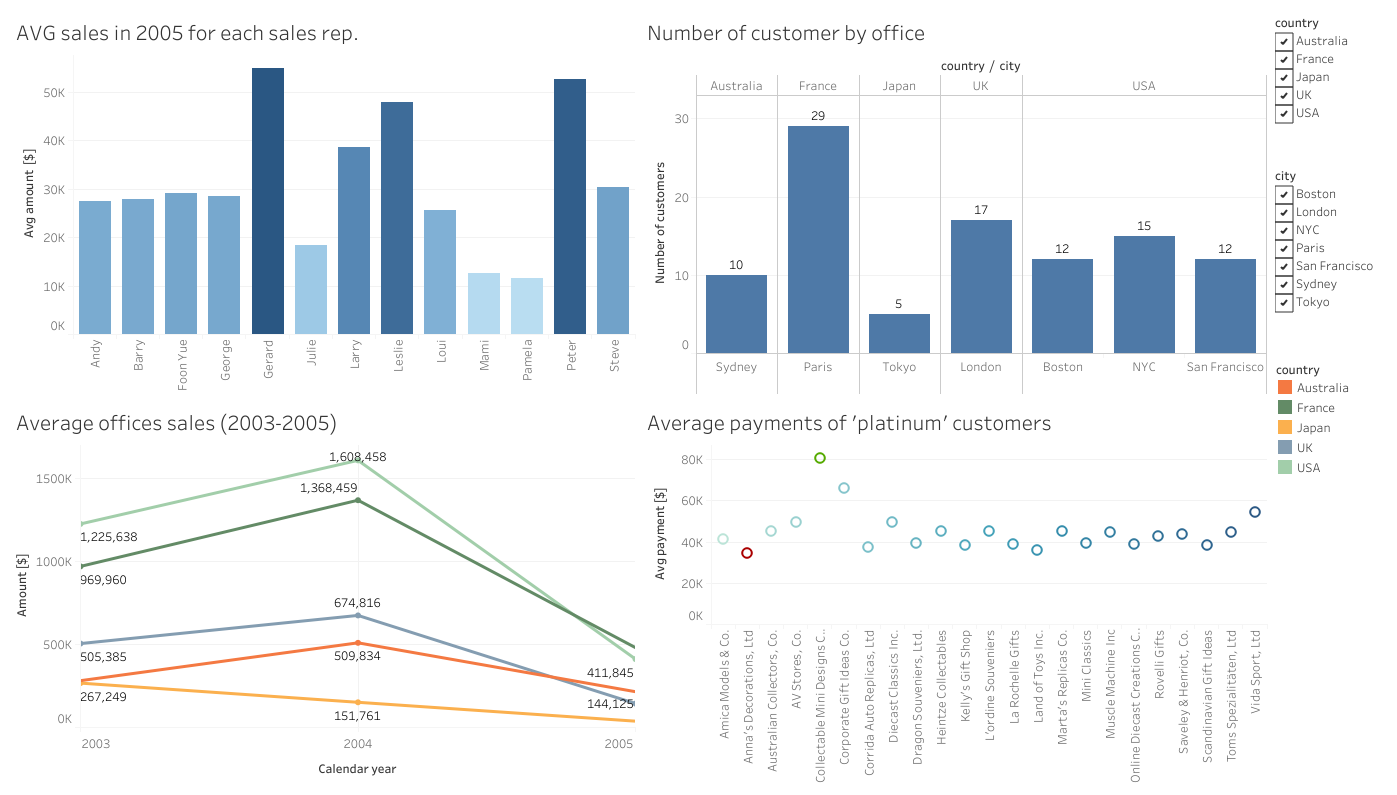 AVG sales in 2005 for each sales rep.
Avg amount [$]
50K
40K
30K
20K
10K
0K
Andy
Barry
Foon Yue
George
Gerard
Julie
Larry
Leslie
Loui
Mami
Pamela
Peter
Steve
Number of customer by office
country / city
Australia
France
Japan
UK
USA
Number of customers
30
20
10
0
10
29
5
17
12
15
12
Sydney
Paris
Tokyo
London
Boston
NYC
San Francisco
country
Australia
France
Japan
UK
USA
city
Boston
London
NYC
Paris
San Francisco
Sydney
Tokyo
country
Australia
France
Japan
UK
USA
Average offices sales (2003-2005)
Amount [$]
1500K
1000K
500K
0K
1,608,458
1,368,459
1,225,638
969,960
674,816
505,385
509,834
411,845
267,249
144,125
151,761
2003
2004
2005
Calendar year
Average payments of 'platinum' customers
Avg payment [$]
80K
60K
40K
20K
0K
Amica Models & Co.
Anna's Decorations, Ltd
Australian Collectors, Co.
AV Stores, Co.
Collectable Mini Designs C..
Corporate Gift Ideas Co.
Corrida Auto Replicas, Ltd
Diecast Classics Inc.
Dragon Souveniers, Ltd.
Heintze Collectables
Kelly's Gift Shop
L'ordine Souveniers
La Rochelle Gifts
Land of Toys Inc.
Marta's Replicas Co.
Mini Classics
Muscle Machine Inc
Online Diecast Creations C..
Rovelli Gifts
Saveley & Henriot, Co.
Scandinavian Gift Ideas
Toms Spezialitäten, Ltd
Vida Sport, Ltd